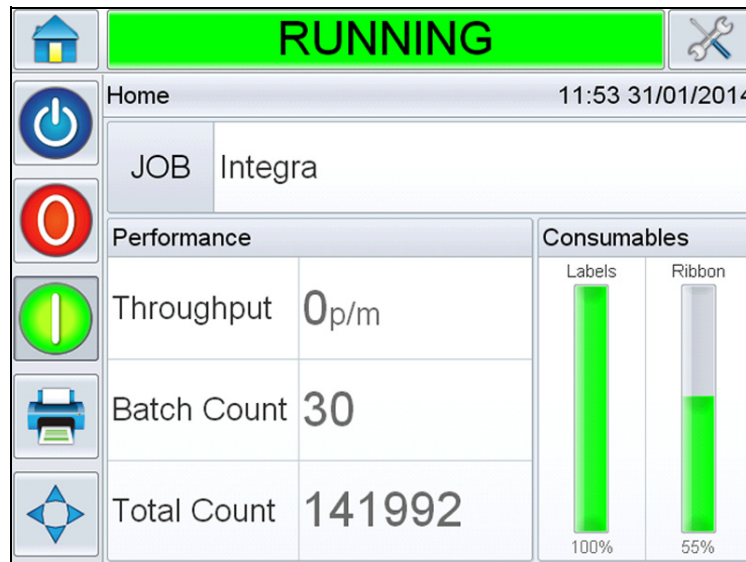 RUNNING
Home 11:53 31/01/2014
JOB Integra
Performance Consumables
Labels Ribbon
Throughput 0p/m
Batch Count 30
Total Count 141992
100% 55%